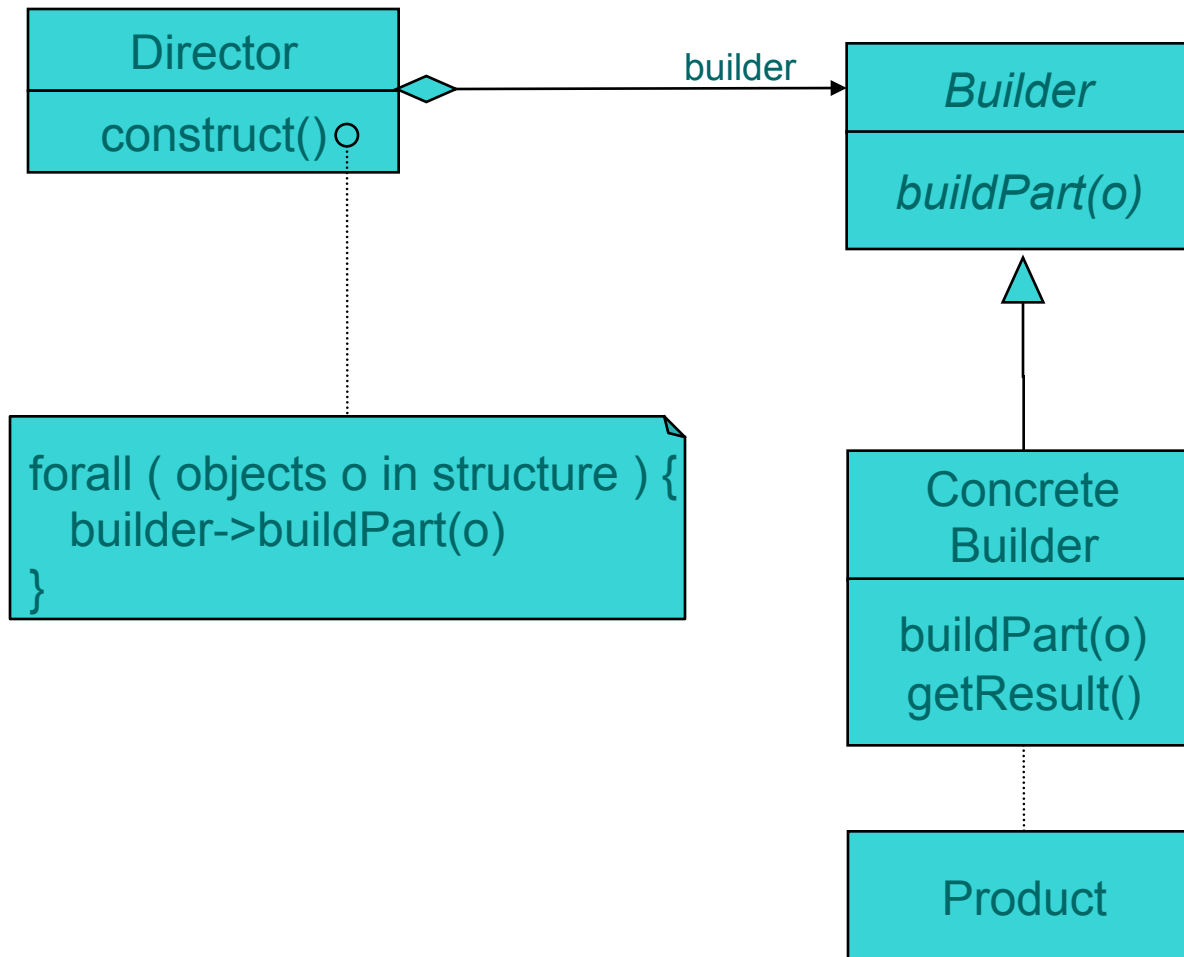 Director
construct()
builder
Builder
buildPart(o)
forall ( objects o in structure ) {
builder->buildPart(o)
}
Concrete
Builder
buildPart(o)
getResult()
Product